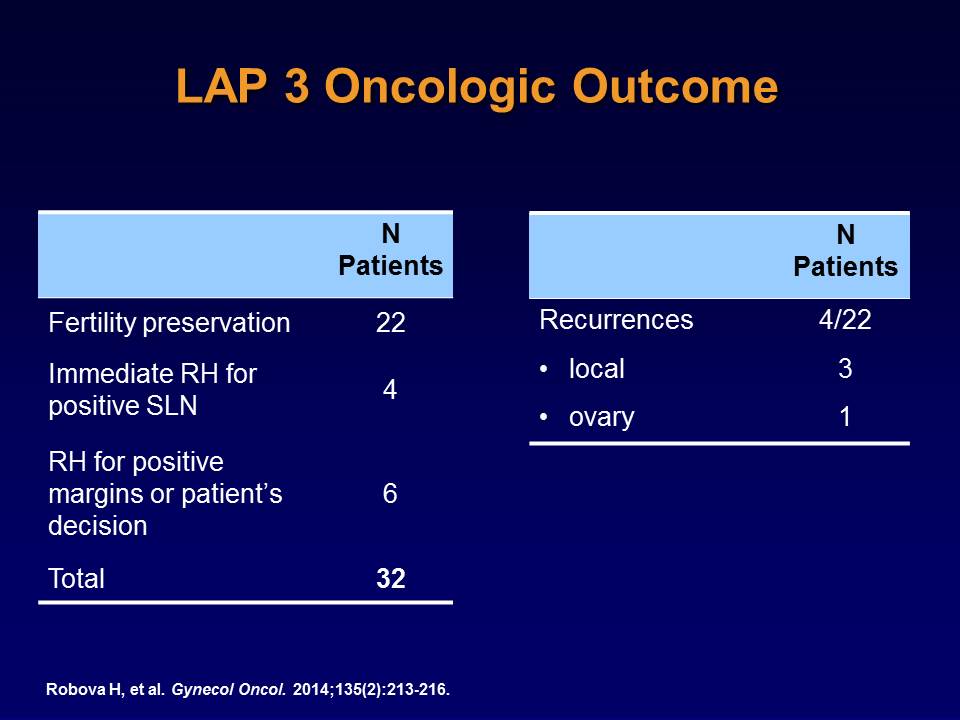 LAP 3 Oncologic Outcome
N
Patients
Fertility preservation 22
Immediate RH for
positive SLN
4
RH for positive
margins or patient’s
decision
6
Total 32
N
Patients
Recurrences 4/22
• local 3
• ovary 1
Robova H, et al. Gynecol Oncol. 2014;135(2):213-216.